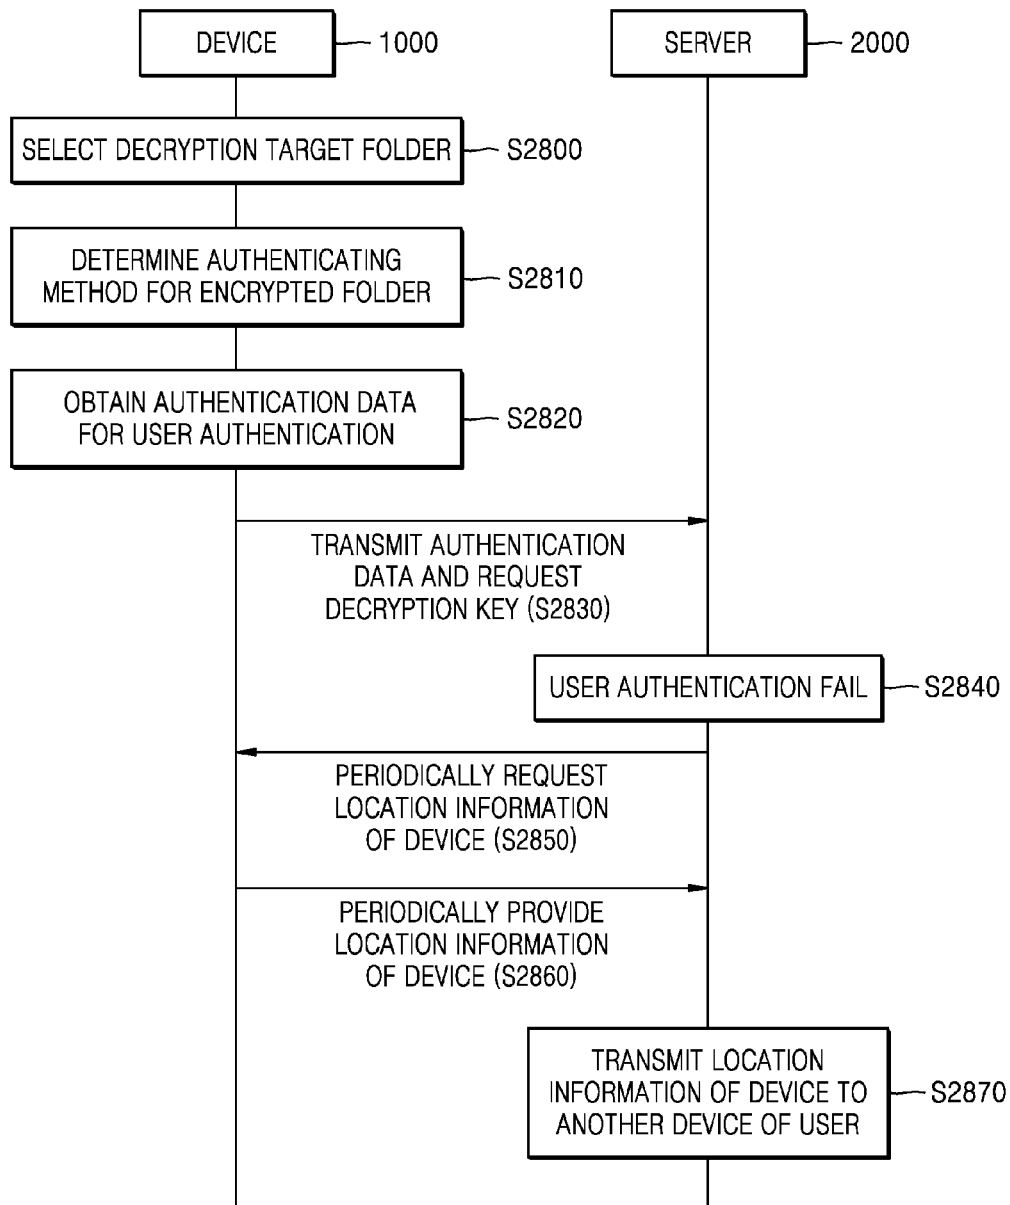 DEVICE
1000
SERVER
2000
SELECT DECRYPTION TARGET FOLDER
S2800
DETERMINE AUTHENTICATING
METHOD FOR ENCRYPTED FOLDER
S2810
OBTAIN AUTHENTICATION DATA
FOR USER AUTHENTICATION
S2820
TRANSMIT AUTHENTICATION
DATA AND REQUEST
DECRYPTION KEY (S2830)
USER AUTHENTICATION FAIL
S2840
PERIODICALLY REQUEST
LOCATION INFORMATION
OF DEVICE (S2850)
PERIODICALLY PROVIDE
LOCATION INFORMATION
OF DEVICE (S2860)
TRANSMIT LOCATION
INFORMATION OF DEVICE TO
ANOTHER DEVICE OF USER
S2870